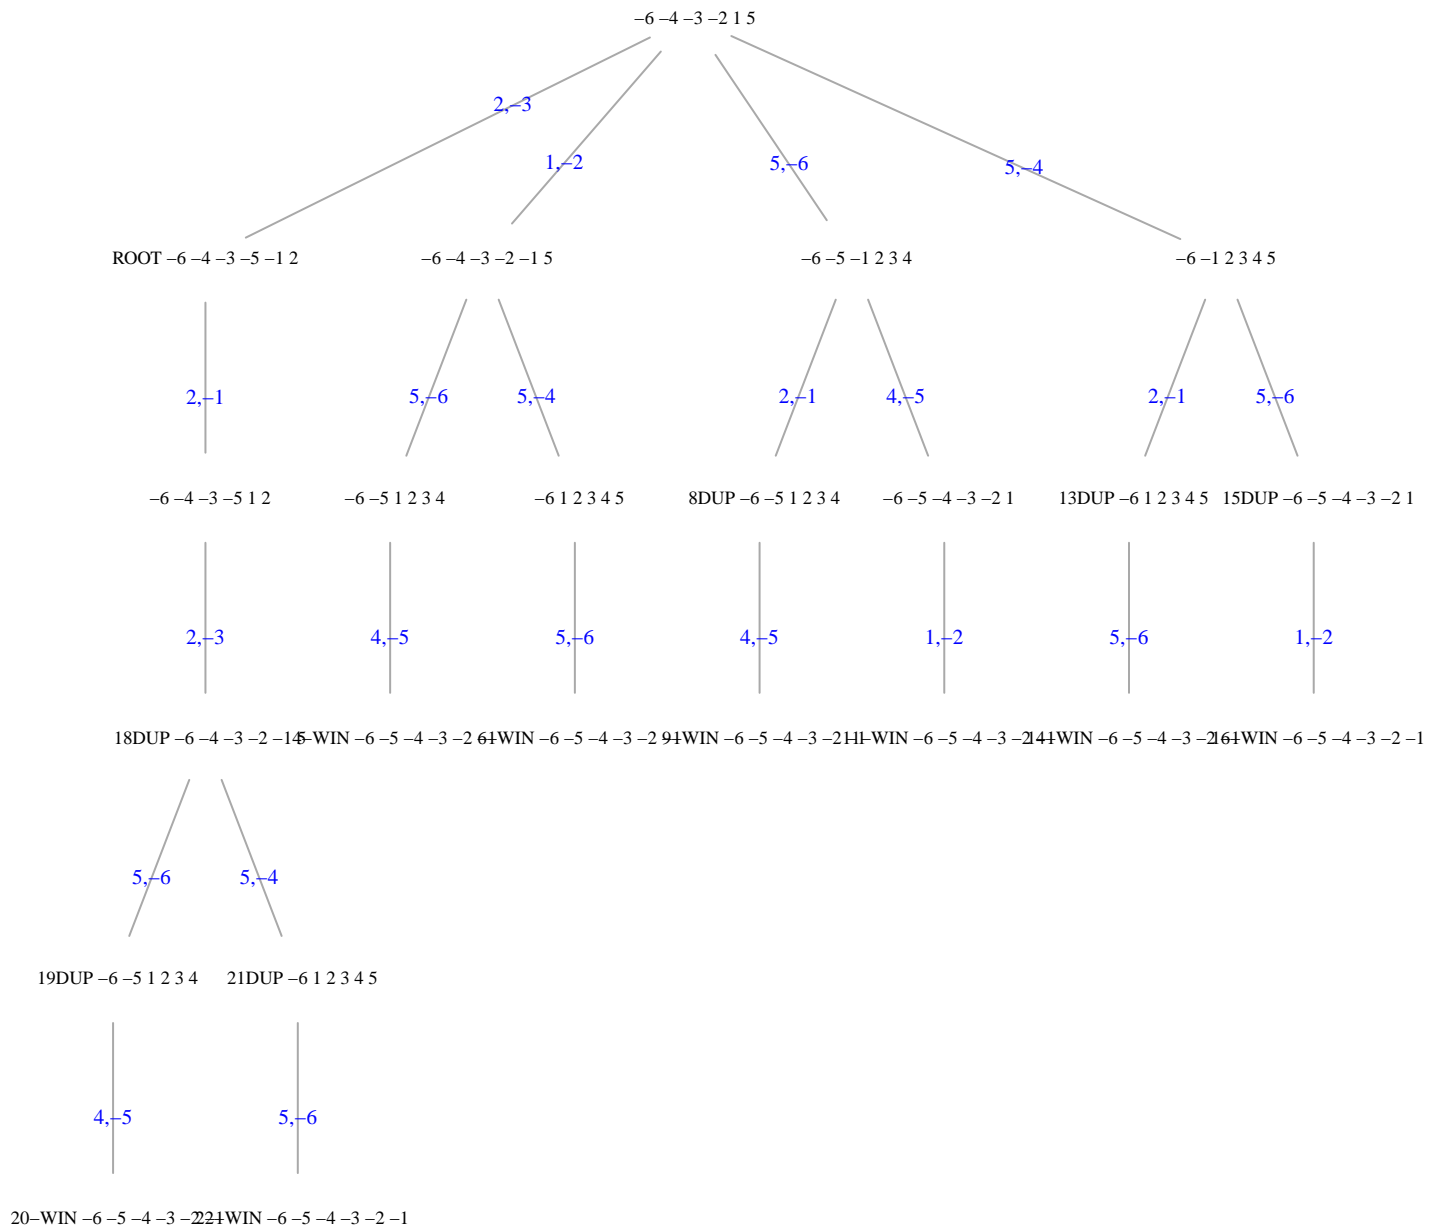 −6 −4 −3 −2 1 5
2,−3
1,−2
5,−6
5,−4
ROOT −6 −4 −3 −5 −1 2
−6 −4 −3 −2 −1 5
−6 −5 −1 2 3 4
−6 −1 2 3 4 5
2,−1
5,−6
5,−4
2,−1
4,−5
2,−1
5,−6
−6 −4 −3 −5 1 2
−6 −5 1 2 3 4
−6 1 2 3 4 5
8DUP −6 −5 1 2 3 4
−6 −5 −4 −3 −2 1
13DUP −6 1 2 3 4 5
15DUP −6 −5 −4 −3 −2 1
2,−3
4,−5
5,−6
4,−5
1,−2
5,−6
1,−2
18DUP −6 −4 −3 −2
−WIN −6 −5 −4 −3 −2
−WIN −6 −5 −4 −3 −2
−WIN −6 −5 −4 −3 −2
−WIN −6 −5 −4 −3 −2
−WIN −6 −5 −4 −3 −2
−WIN −6 −5 −4 −3 −2 −1
5,−6
5,−4
19DUP −6 −5 1 2 3 4
21DUP −6 1 2 3 4 5
4,−5
5,−6
20−WIN −6 −5 −4 −3
WIN −6 −5 −4 −3 −2 −1